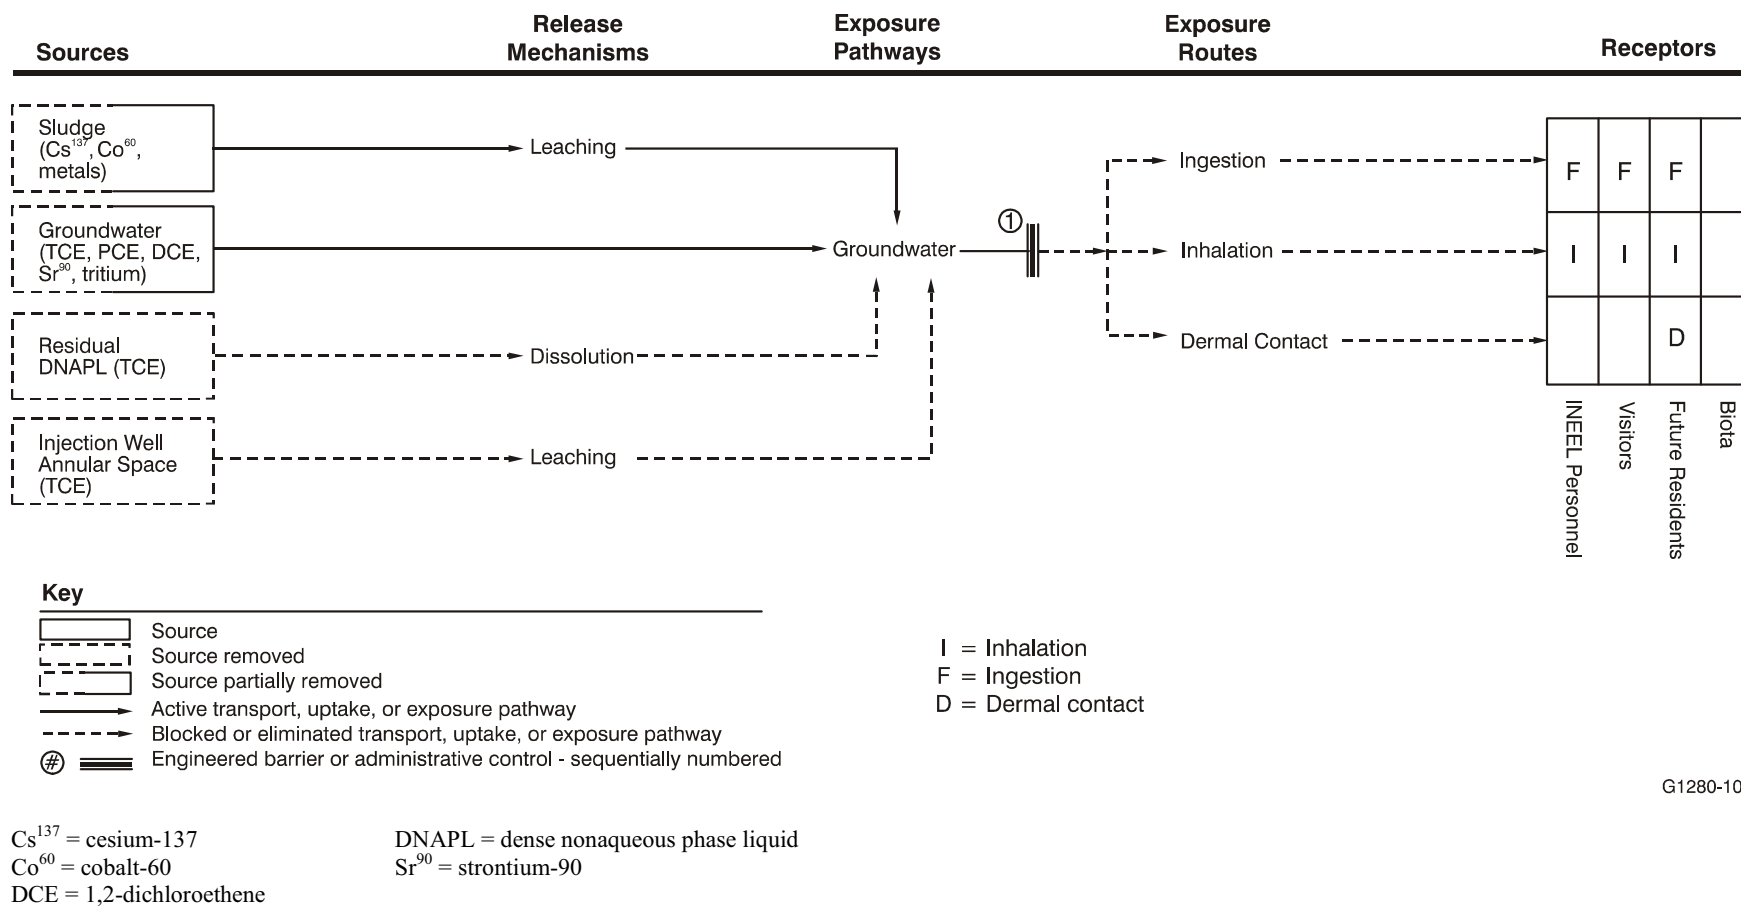 Sources
Release
Mechanisms
Exposure
Pathways
Exposure
Routes
Receptors
Sludge
(Cs¹³⁷, Co⁶⁰,
metals)
Leaching
Groundwater
(TCE, PCE, DCE,
Sr⁹⁰, tritium)
Groundwater
①
Residual
DNAPL (TCE)
Dissolution
Injection Well
Annular Space
(TCE)
Leaching
Ingestion
F F F
Inhalation
I I I
Dermal Contact
D
INEEL Personnel
Visitors
Future Residents
Biota
Key
Source
Source removed
Source partially removed
Active transport, uptake, or exposure pathway
Blocked or eliminated transport, uptake, or exposure pathway
# Engineered barrier or administrative control - sequentially numbered
I = Inhalation
F = Ingestion
D = Dermal contact
G1280-10
Cs¹³⁷ = cesium-137
Co⁶⁰ = cobalt-60
DCE = 1,2-dichloroethene
DNAPL = dense nonaqueous phase liquid
Sr⁹⁰ = strontium-90